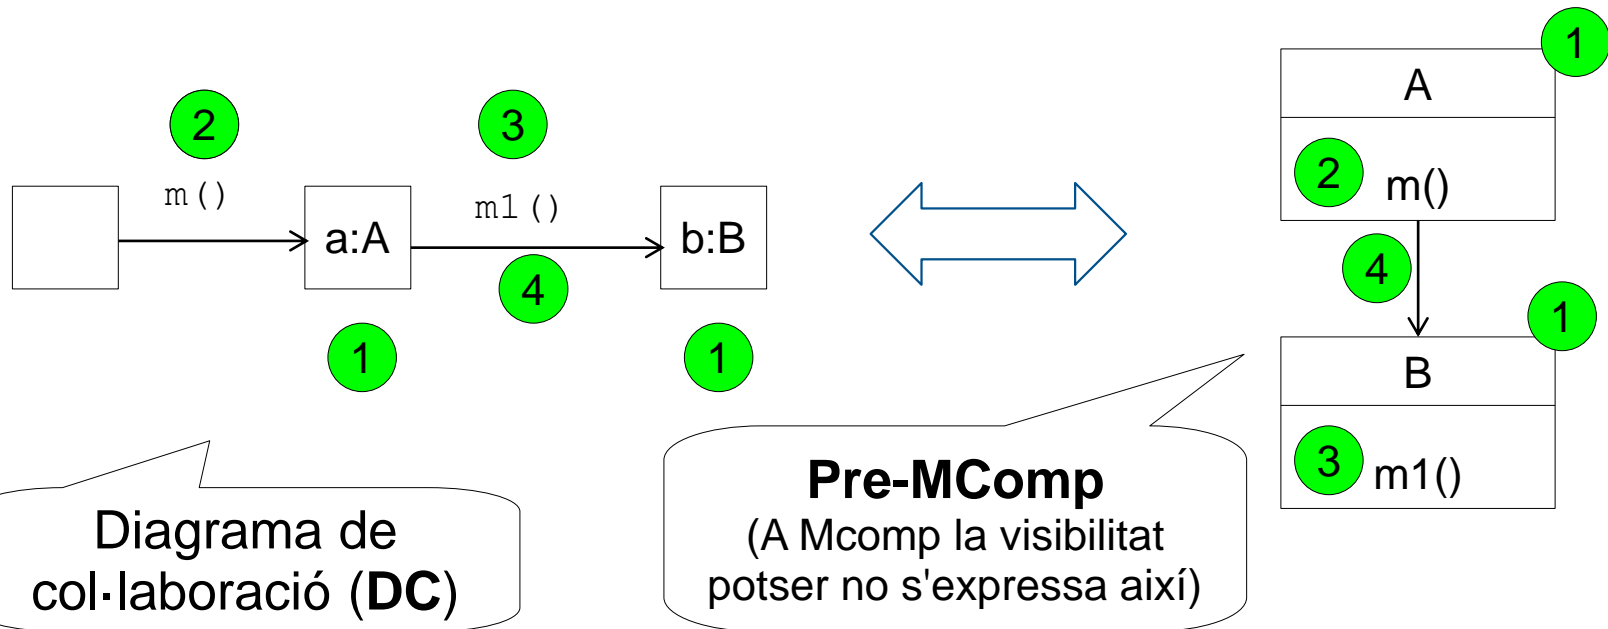 1
2
3
A
m()
m1()
2
m()
a:A
b:B
4
4
1
1
1
B
3
m1()
Pre-MComp
(A Mcomp la visibilitat
potser no s'expressa així)
Diagrama de
col·laboració (DC)